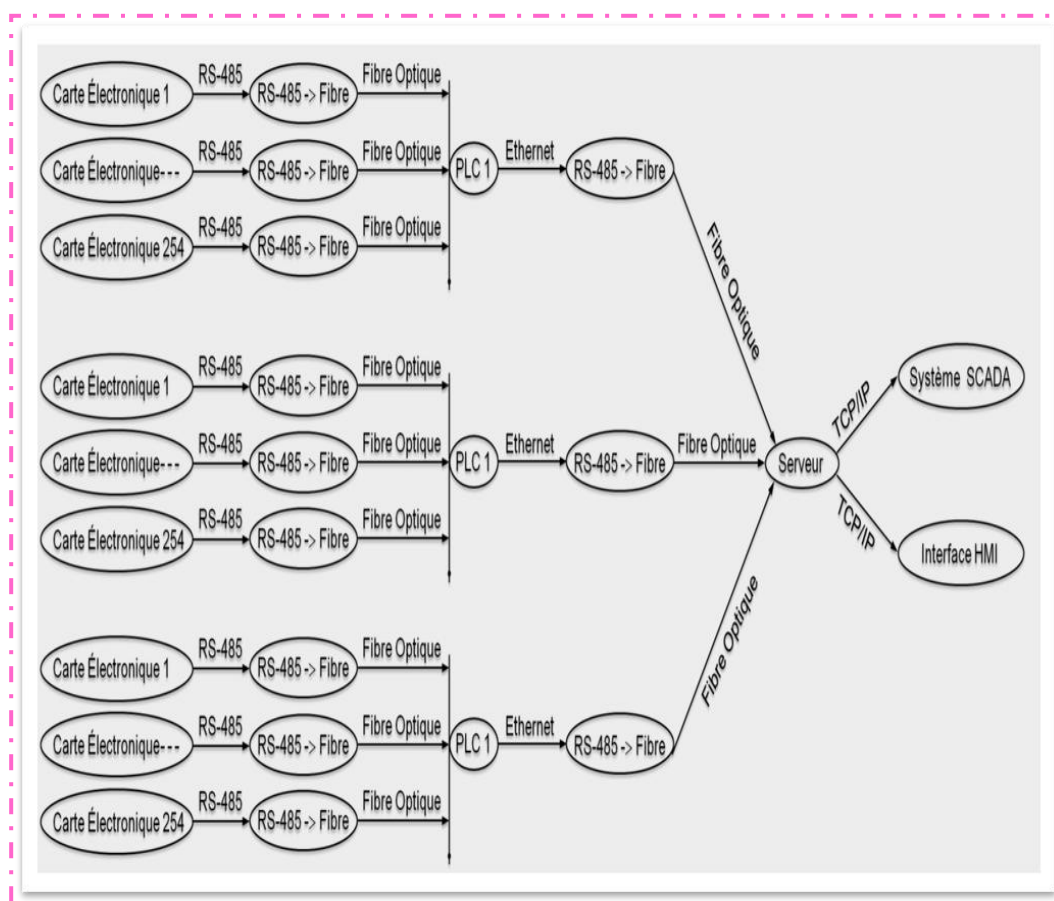 RS-485
Fibre Optique
Carte Électronique 1
RS-485 -> Fibre
RS-485
Fibre Optique
Ethernet
Carte Électronique---
RS-485 -> Fibre
PLC 1
RS-485 -> Fibre
RS-485
Fibre Optique
Carte Électronique 254
RS-485 -> Fibre
Fibre Optique
RS-485
Fibre Optique
Carte Électronique 1
RS-485 -> Fibre
RS-485
Fibre Optique
Ethernet
Fibre Optique
Carte Électronique---
RS-485 -> Fibre
PLC 1
RS-485 -> Fibre
Serveur
RS-485
Fibre Optique
Carte Électronique 254
RS-485 -> Fibre
TCP/IP
Système SCADA
TCP/IP
Interface HMI
Fibre Optique
RS-485
Fibre Optique
Carte Électronique 1
RS-485 -> Fibre
RS-485
Fibre Optique
Ethernet
Carte Électronique---
RS-485 -> Fibre
PLC 1
RS-485 -> Fibre
RS-485
Fibre Optique
Carte Électronique 254
RS-485 -> Fibre